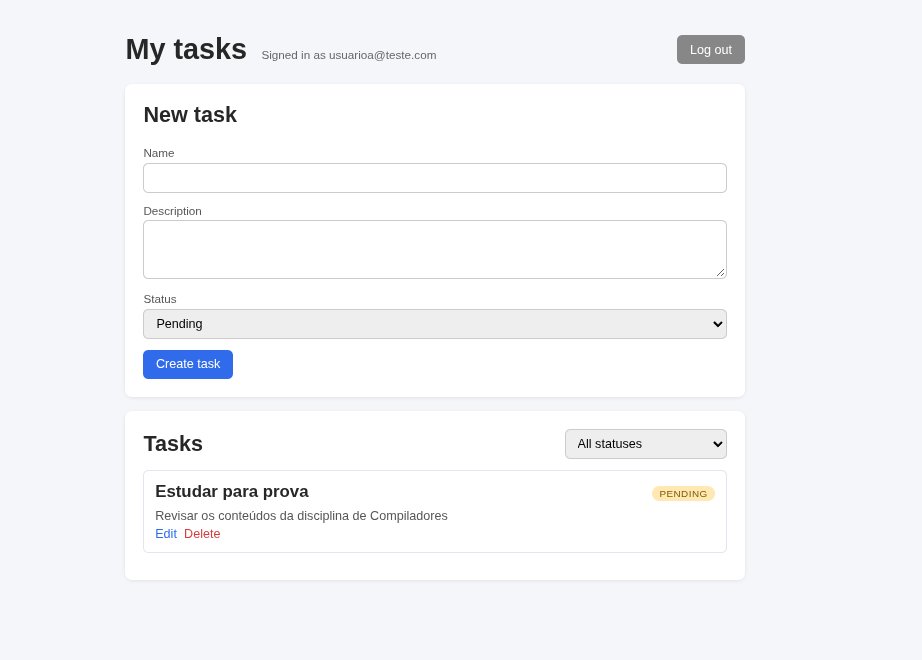 My tasks
Signed in as usuarioa@teste.com
Log out
New task
Name
Description
Status
Pending
Create task
Tasks
All statuses
Estudar para prova
PENDING
Revisar os conteúdos da disciplina de Compiladores
Edit Delete